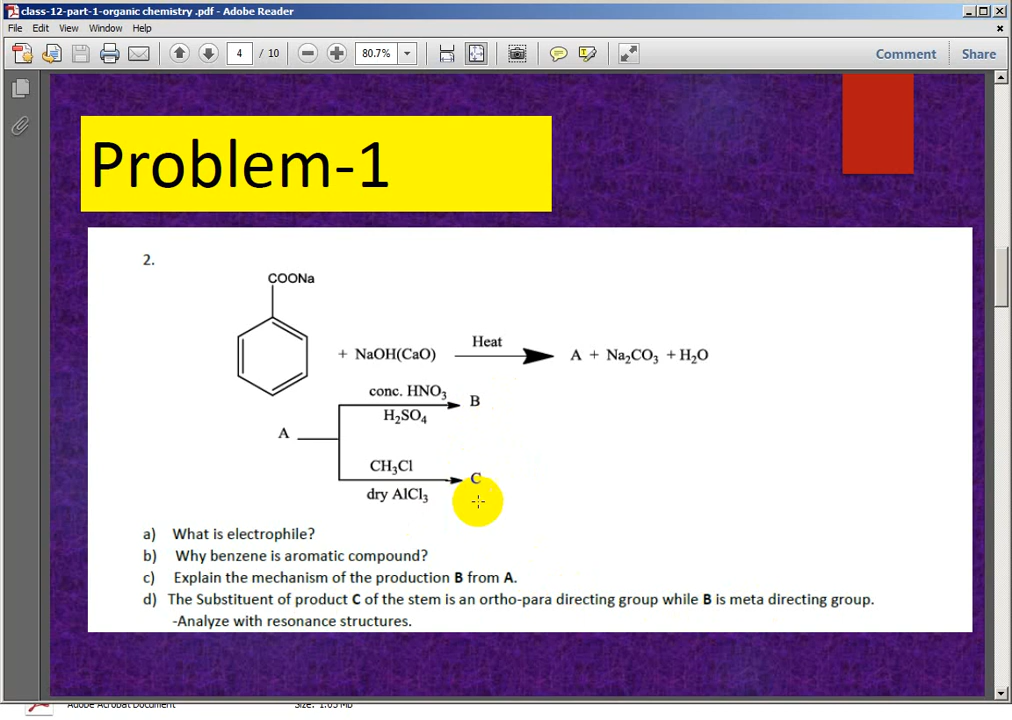 class-12-part-1-organic chemistry .pdf - Adobe Reader
File Edit View Window Help
4 / 10 80.7% Comment Share
Problem-1
2.
COONa
+ NaOH(CaO) Heat A + Na₂CO₃ + H₂O
conc. HNO₃
A H₂SO₄ B
CH₃Cl
dry AlCl₃ C
a) What is electrophile?
b) Why benzene is aromatic compound?
c) Explain the mechanism of the production B from A.
d) The Substituent of product C of the stem is an ortho-para directing group while B is meta directing group.
-Analyze with resonance structures.
Adobe Acrobat Document Size: 1.03 MB